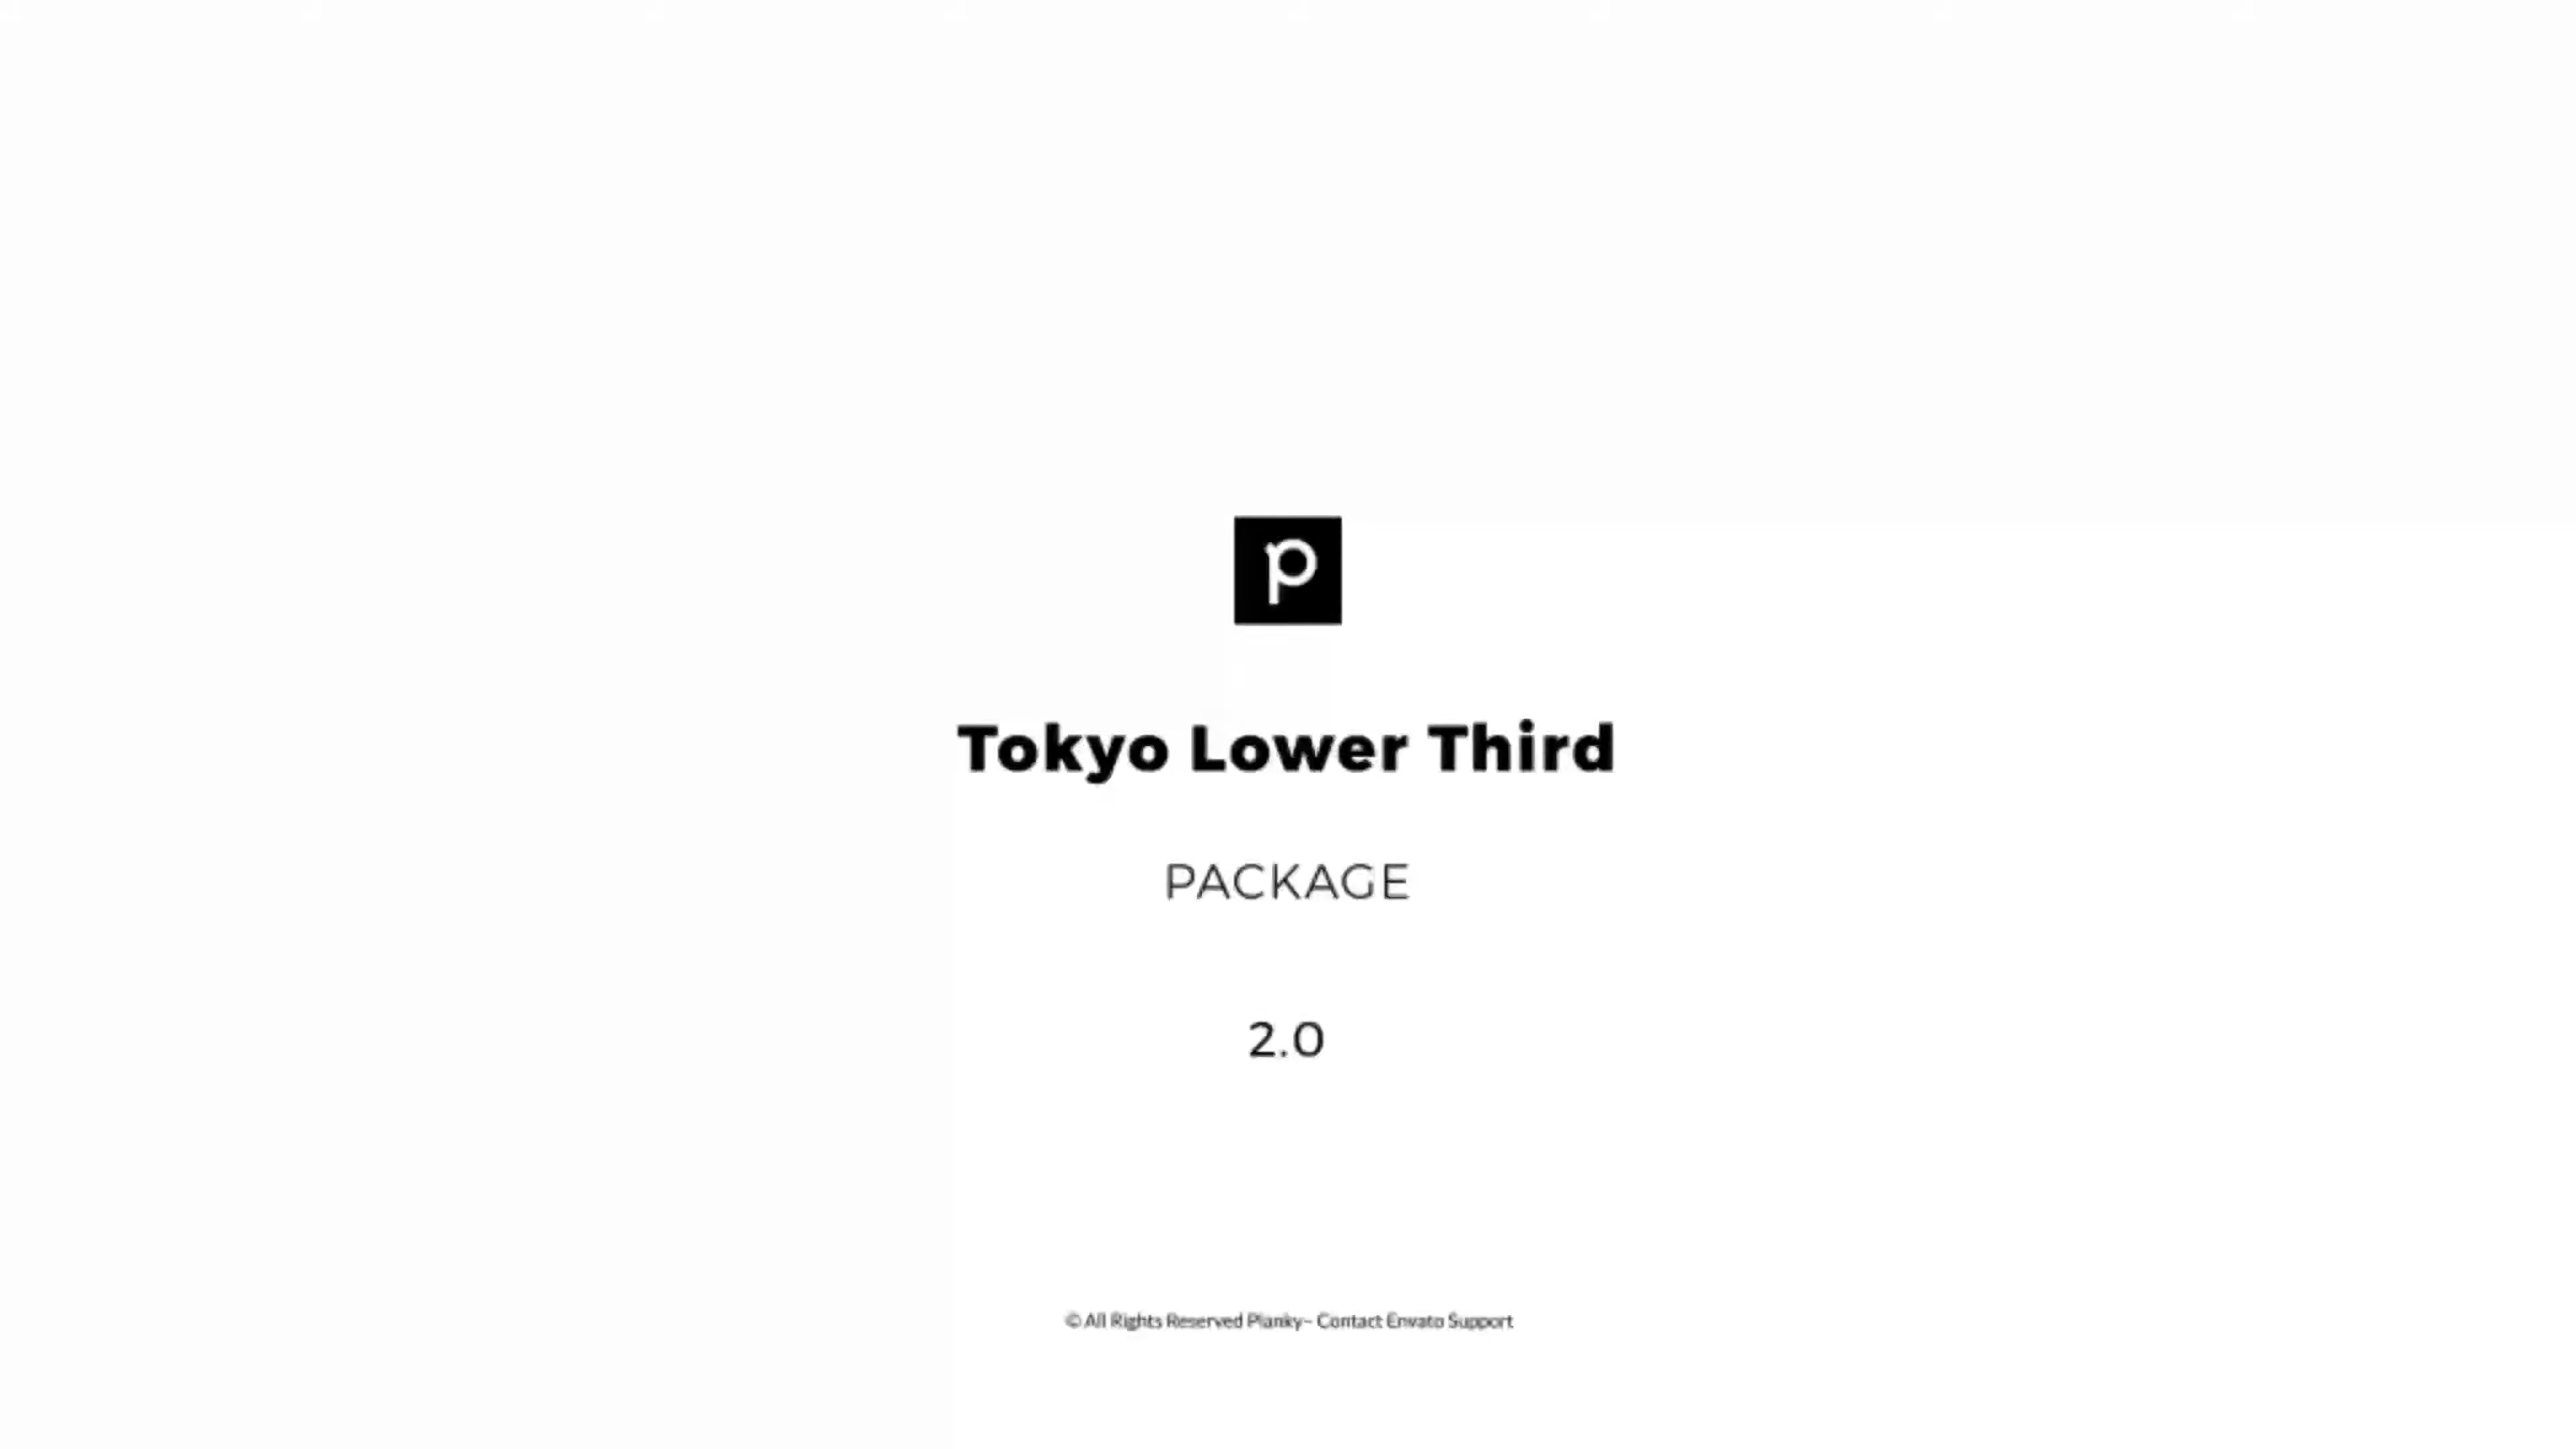 p
Tokyo Lower Third
PACKAGE
2.0
© All Rights Reserved Planky- Contact Envato Support